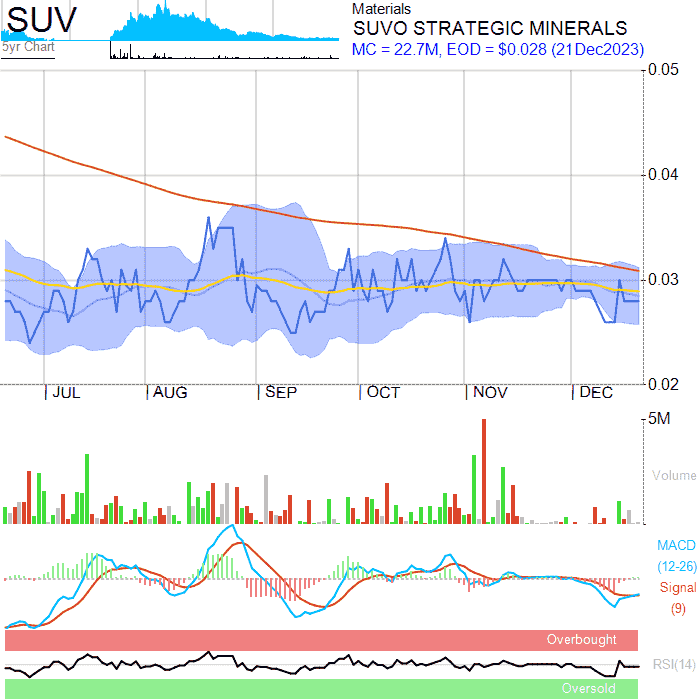 SUV
5yr Chart
Materials
SUVO STRATEGIC MINERALS
MC = 22.7M, EOD = $0.028 (21Dec2023)
0.05
0.04
0.03
0.02
JUL AUG SEP OCT NOV DEC
5M
Volume
MACD
(12-26)
Signal
(9)
Overbought
RSI(14)
Oversold